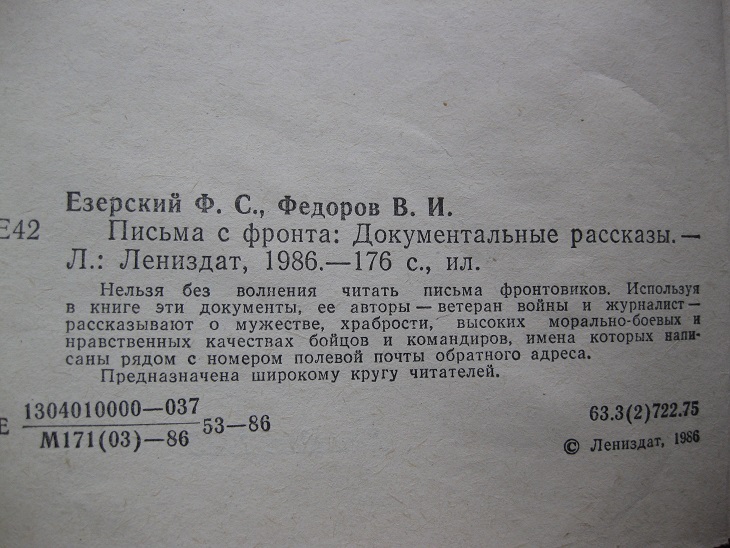 Езерский Ф. С., Федоров В. И.
Е42 Письма с фронта: Документальные рассказы.—
Л.: Лениздат, 1986.—176 с., ил.
Нельзя без волнения читать письма фронтовиков. Используя
в книге эти документы, ее авторы — ветеран войны и журналист —
рассказывают о мужестве, храбрости, высоких морально-боевых и
нравственных качествах бойцов и командиров, имена которых напи-
саны рядом с номером полевой почты обратного адреса.
Предназначена широкому кругу читателей.
Е 1304010000—037
М171(03)—86 53—86
63.3(2)722.75
© Лениздат, 1986